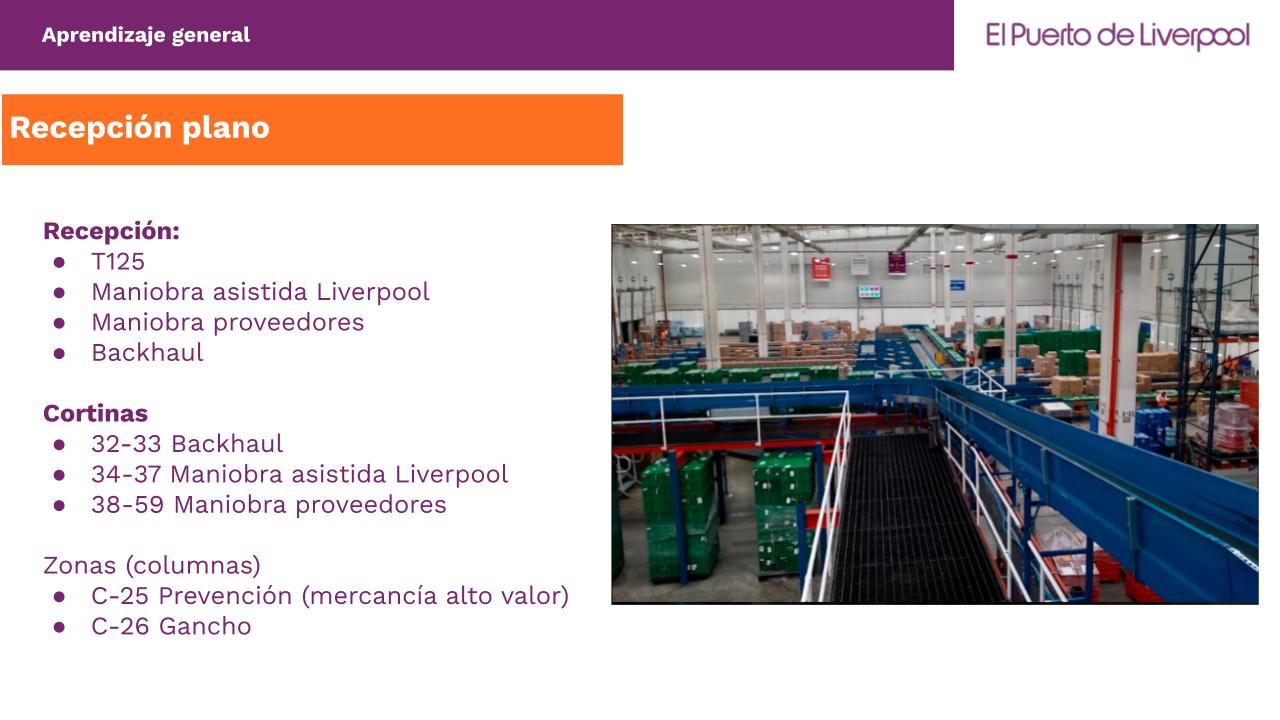 Aprendizaje general
El Puerto de Liverpool
Recepción plano
Recepción:
● T125
● Maniobra asistida Liverpool
● Maniobra proveedores
● Backhaul
Cortinas
● 32-33 Backhaul
● 34-37 Maniobra asistida Liverpool
● 38-59 Maniobra proveedores
Zonas (columnas)
● C-25 Prevención (mercancía alto valor)
● C-26 Gancho